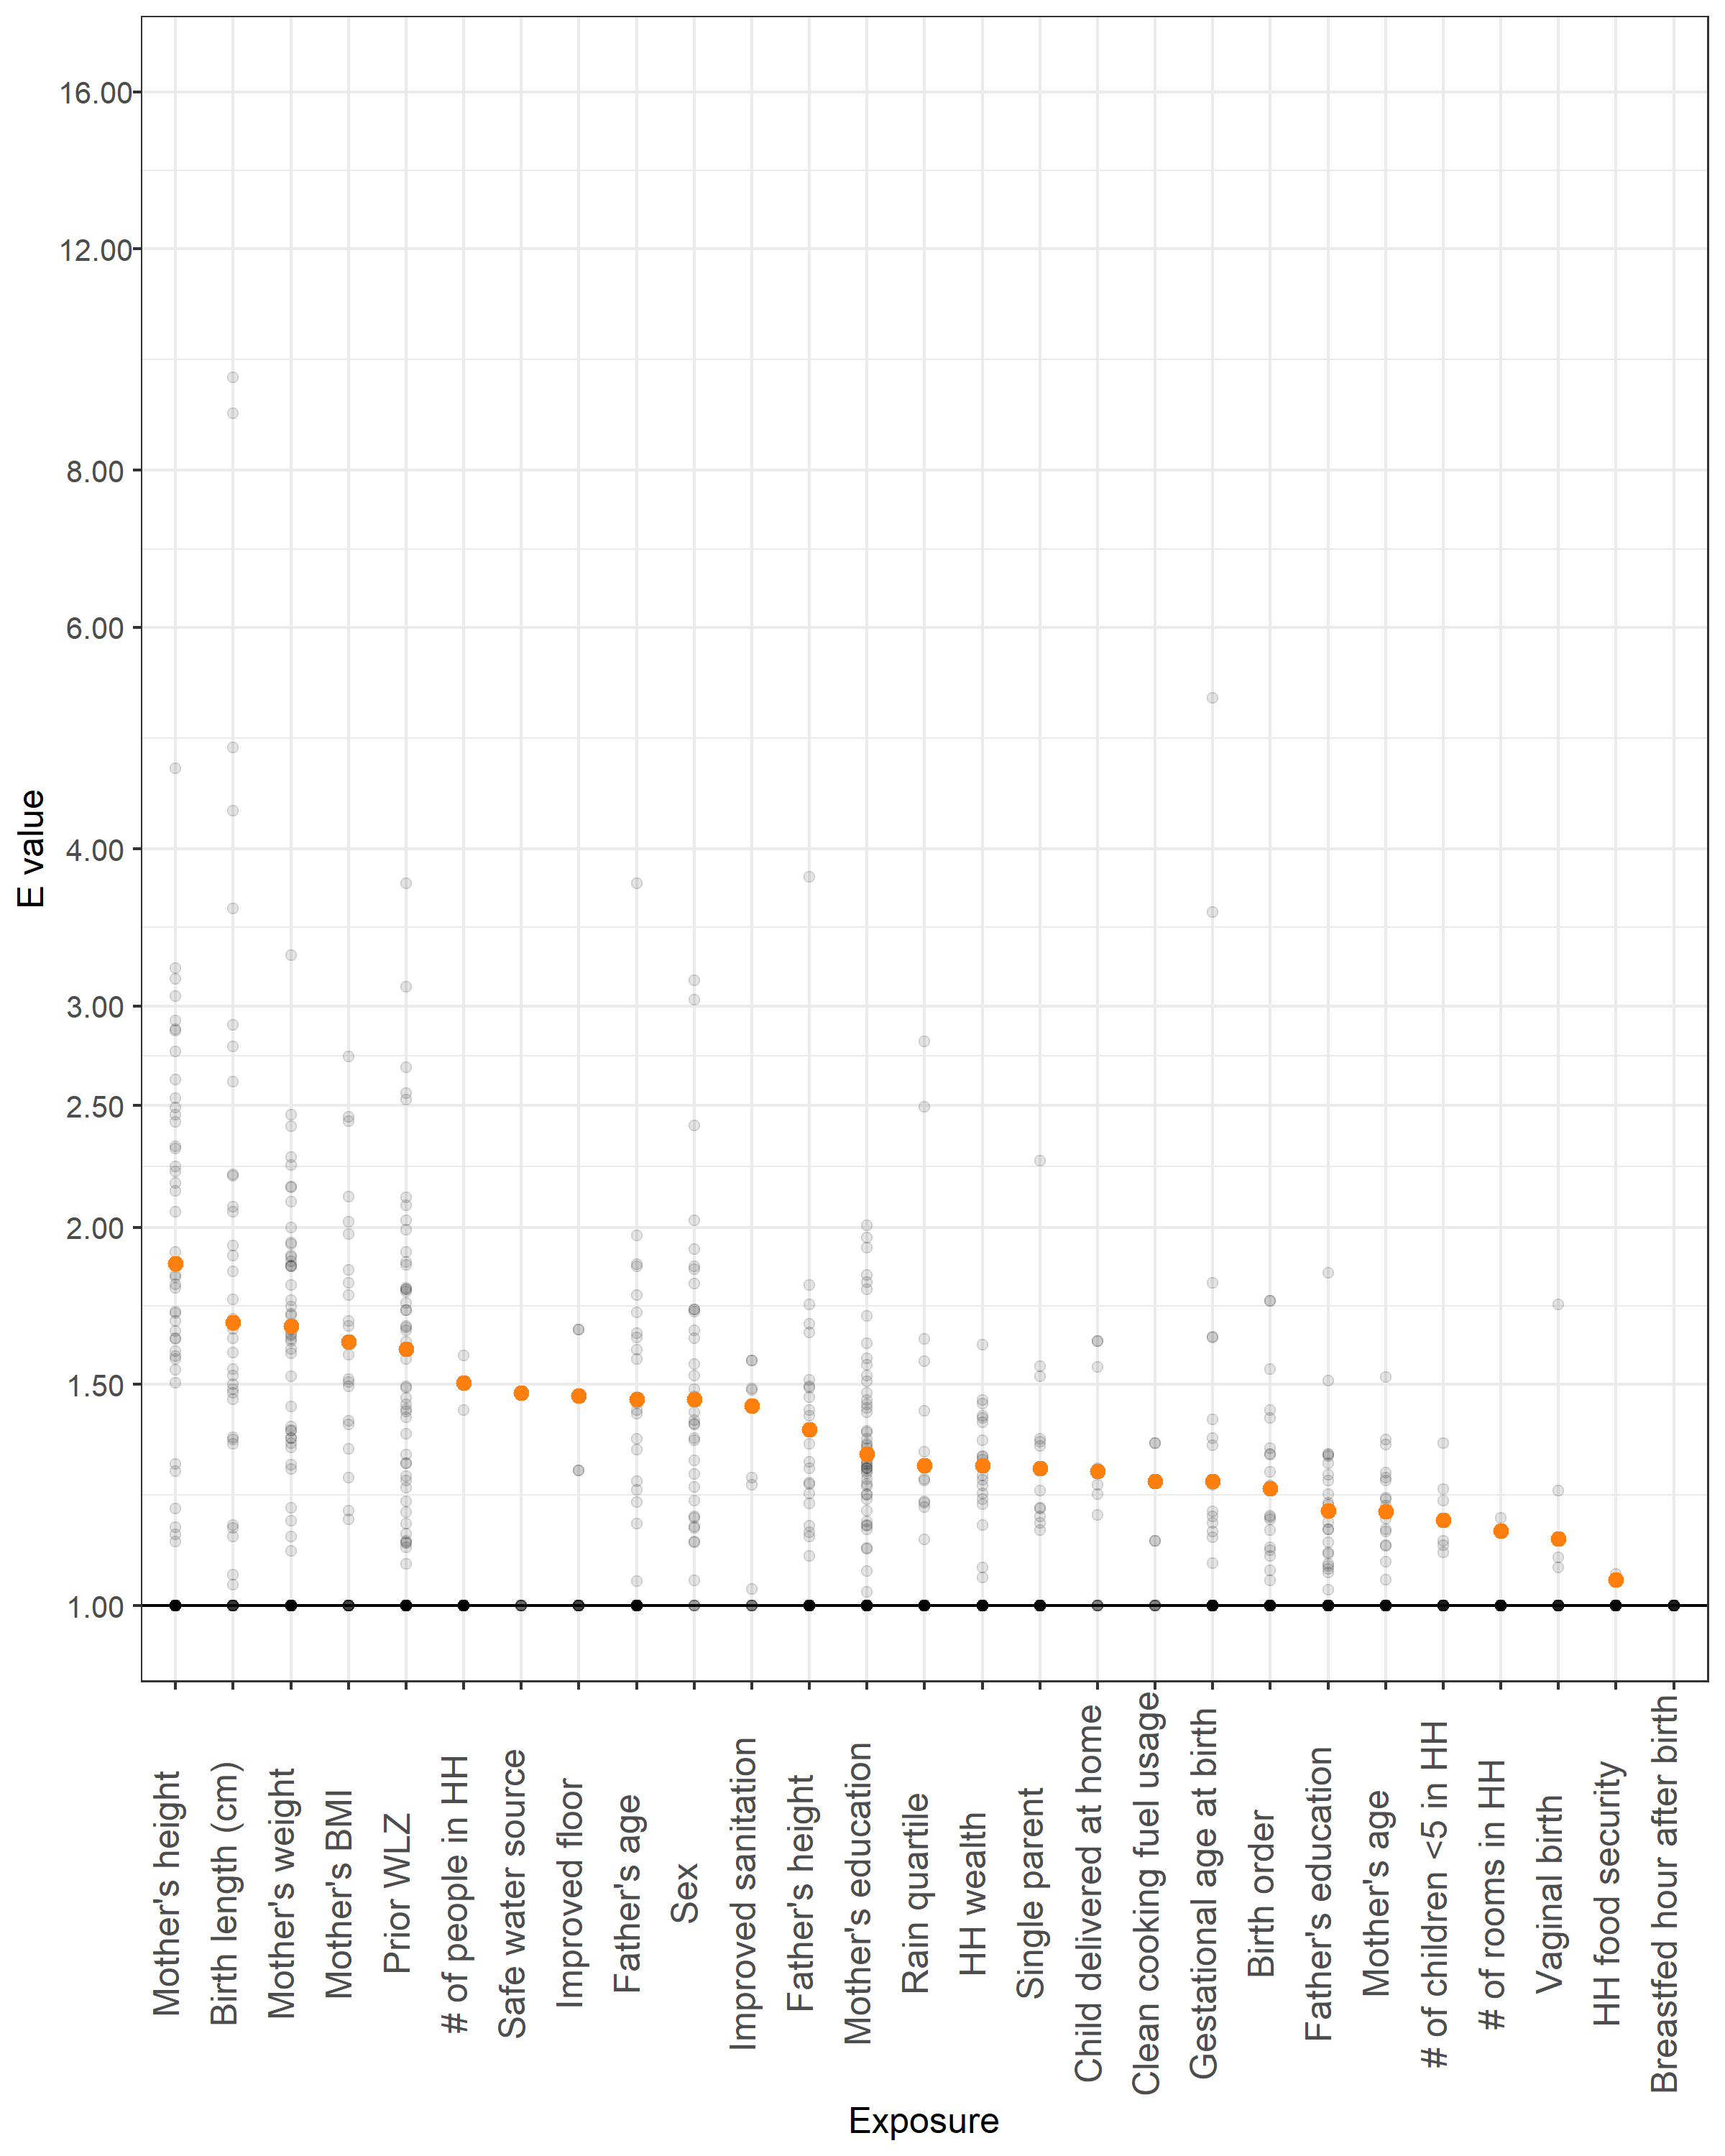 E value
16.00
12.00
8.00
6.00
4.00
3.00
2.50
2.00
1.50
1.00
Mother's height
Birth length (cm)
Mother's weight
Mother's BMI
Prior WLZ
# of people in HH
Safe water source
Improved floor
Father's age
Sex
Improved sanitation
Father's height
Mother's education
Rain quartile
HH wealth
Single parent
Child delivered at home
Clean cooking fuel usage
Gestational age at birth
Birth order
Father's education
Mother's age
# of children <5 in HH
# of rooms in HH
Vaginal birth
HH food security
Breastfed hour after birth
Exposure